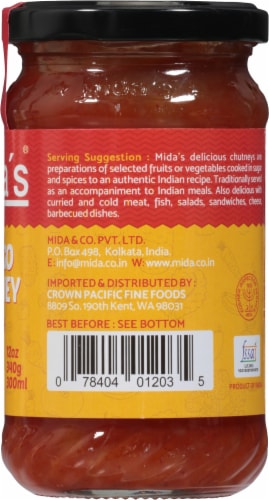 ®
a's
Serving Suggestion : Mida's delicious chutneys are
preparations of selected fruits or vegetables cooked in sugar
and spices to an authentic Indian recipe. Traditionally served
as an accompaniment to Indian meals. Also delicious with
curried and cold meat, fish, salads, sandwiches, cheese,
barbecued dishes.
MIDA & CO. PVT. LTD.
P.O. Box 498, Kolkata, India.
E: info@mida.co.in W: www.mida.co.in
IMPORTED & DISTRIBUTED BY:
CROWN PACIFIC FINE FOODS
8809 So. 190th Kent, WA 98031
BEST BEFORE : SEE BOTTOM
O
EY
12oz
340g
300ml
0 78404 01203 5
fssai